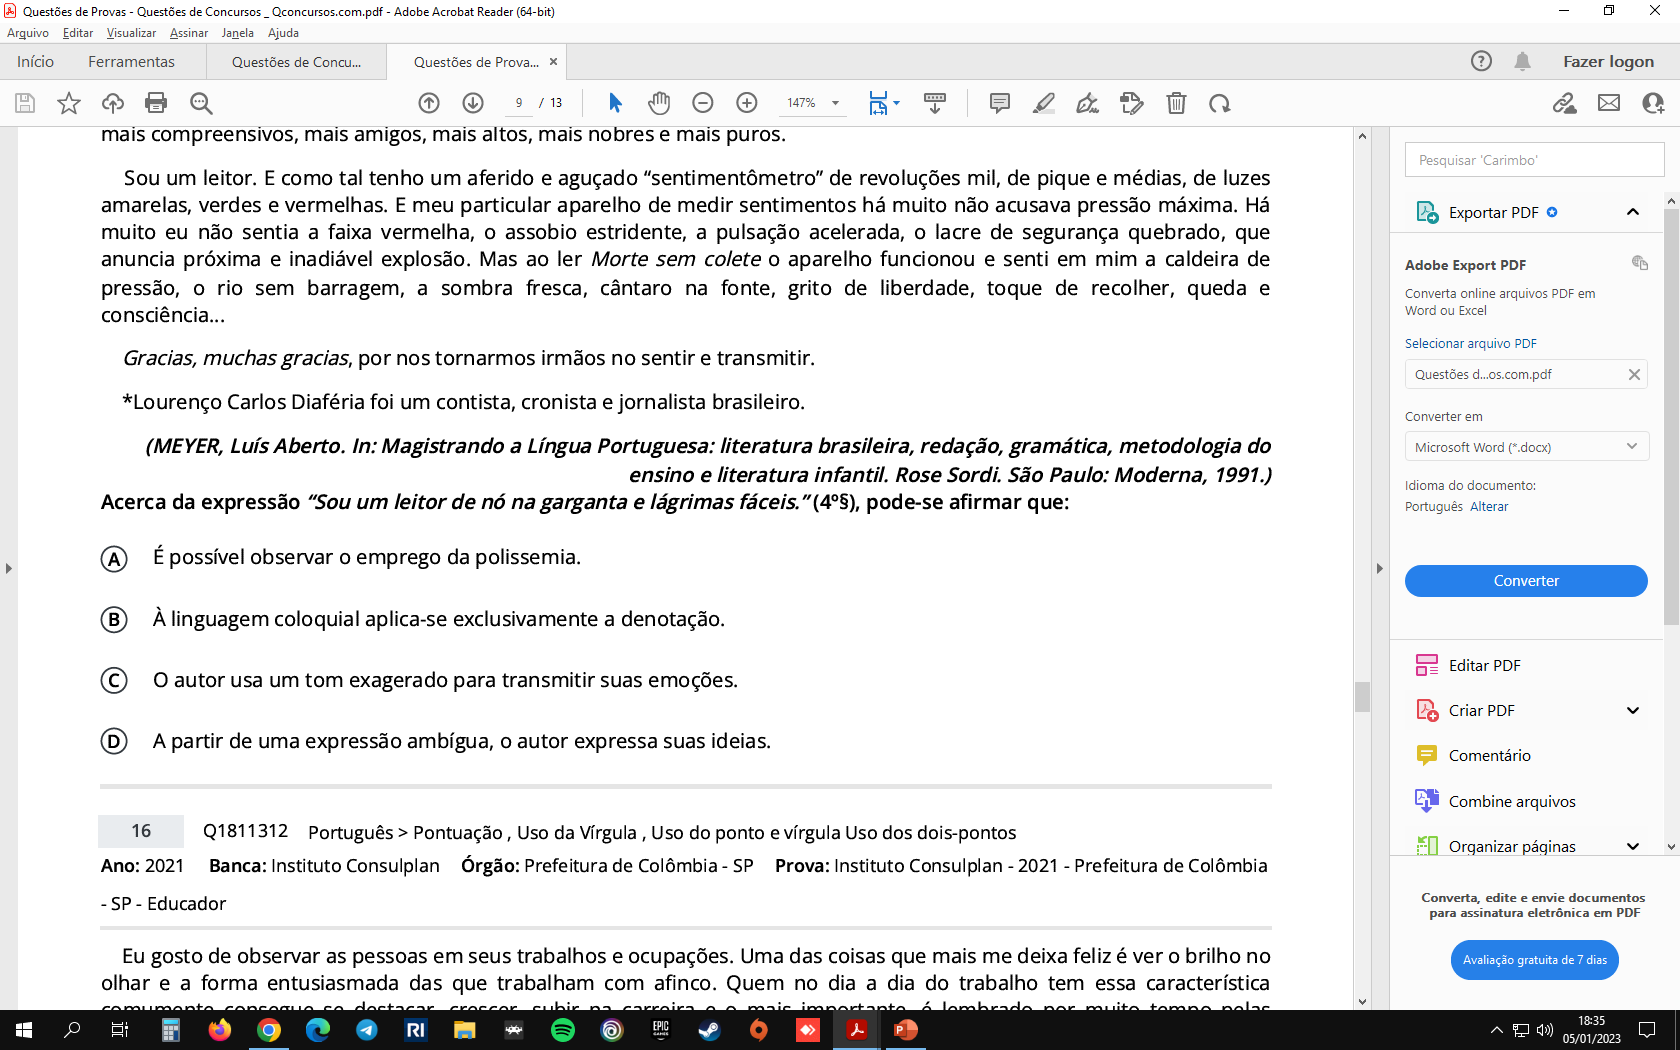 Questões de Provas - Questões de Concursos _ Qconcursos.com.pdf - Adobe Acrobat Reader (64-bit)
Arquivo Editar Visualizar Assinar Janela Ajuda
Início Ferramentas Questões de Concu... Questões de Prova... × Fazer logon
9 / 13 147%
mais compreensivos, mais amigos, mais altos, mais nobres e mais puros.
Sou um leitor. E como tal tenho um aferido e aguçado “sentimentômetro” de revoluções mil, de pique e médias, de luzes
amarelas, verdes e vermelhas. E meu particular aparelho de medir sentimentos há muito não acusava pressão máxima. Há
muito eu não sentia a faixa vermelha, o assobio estridente, a pulsação acelerada, o lacre de segurança quebrado, que
anuncia próxima e inadiável explosão. Mas ao ler Morte sem colete o aparelho funcionou e senti em mim a caldeira de
pressão, o rio sem barragem, a sombra fresca, cântaro na fonte, grito de liberdade, toque de recolher, queda e
consciência...
Gracias, muchas gracias, por nos tornarmos irmãos no sentir e transmitir.
*Lourenço Carlos Diaféria foi um contista, cronista e jornalista brasileiro.
(MEYER, Luís Aberto. In: Magistrando a Língua Portuguesa: literatura brasileira, redação, gramática, metodologia do
ensino e literatura infantil. Rose Sordi. São Paulo: Moderna, 1991.)
Acerca da expressão “Sou um leitor de nó na garganta e lágrimas fáceis.” (4º§), pode-se afirmar que:
A É possível observar o emprego da polissemia.
B À linguagem coloquial aplica-se exclusivamente a denotação.
C O autor usa um tom exagerado para transmitir suas emoções.
D A partir de uma expressão ambígua, o autor expressa suas ideias.
16 Q1811312 Português > Pontuação , Uso da Vírgula , Uso do ponto e vírgula Uso dos dois-pontos
Ano: 2021 Banca: Instituto Consulplan Órgão: Prefeitura de Colômbia - SP Prova: Instituto Consulplan - 2021 - Prefeitura de Colômbia
- SP - Educador
Eu gosto de observar as pessoas em seus trabalhos e ocupações. Uma das coisas que mais me deixa feliz é ver o brilho no
olhar e a forma entusiasmada das que trabalham com afinco. Quem no dia a dia do trabalho tem essa característica
comumente consegue se destacar, crescer, subir na carreira e o mais importante, é lembrado por muito tempo pelas
Pesquisar 'Carimbo'
Exportar PDF
Adobe Export PDF
Converta online arquivos PDF em
Word ou Excel
Selecionar arquivo PDF
Questões d...os.com.pdf
Converter em
Microsoft Word (*.docx)
Idioma do documento:
Português Alterar
Converter
Editar PDF
Criar PDF
Comentário
Combine arquivos
Organizar páginas
Converta, edite e envie documentos
para assinatura eletrônica em PDF
Avaliação gratuita de 7 dias
RI
EPIC
GAMES
18:35
05/01/2023